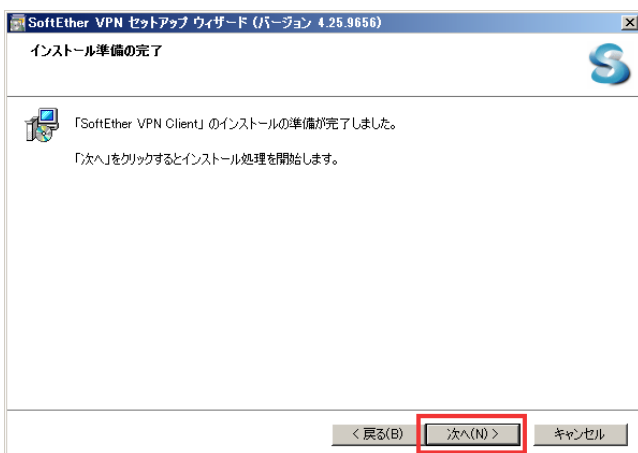 SoftEther VPN セットアップ ウィザード (バージョン 4.25.9656)
インストール準備の完了
「SoftEther VPN Client」のインストールの準備が完了しました。
「次へ」をクリックするとインストール処理を開始します。
< 戻る(B) 次へ(N) > キャンセル